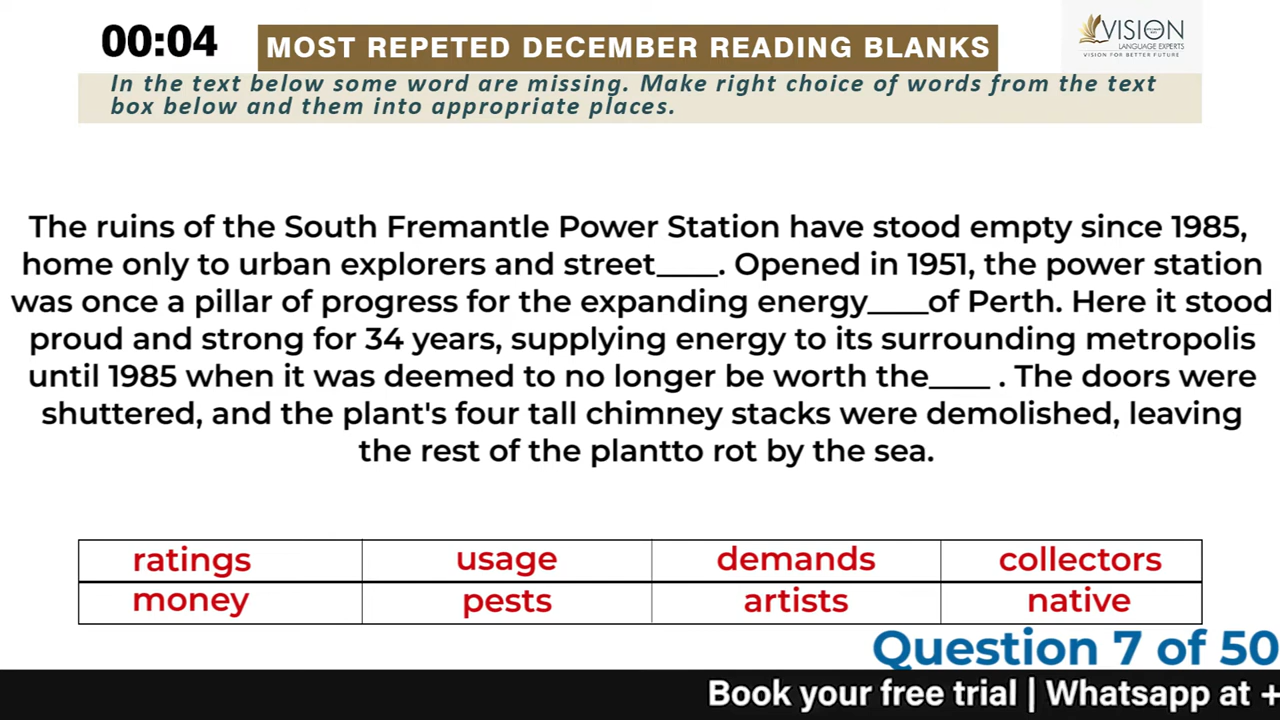 00:04
MOST REPETED DECEMBER READING BLANKS
VISION
LANGUAGE EXPERTS
VISION FOR BETTER FUTURE
In the text below some word are missing. Make right choice of words from the text
box below and them into appropriate places.
The ruins of the South Fremantle Power Station have stood empty since 1985,
home only to urban explorers and street____. Opened in 1951, the power station
was once a pillar of progress for the expanding energy____of Perth. Here it stood
proud and strong for 34 years, supplying energy to its surrounding metropolis
until 1985 when it was deemed to no longer be worth the____ . The doors were
shuttered, and the plant's four tall chimney stacks were demolished, leaving
the rest of the plantto rot by the sea.
ratings usage demands collectors
money pests artists native
Question 7 of 50
Book your free trial | Whatsapp at +